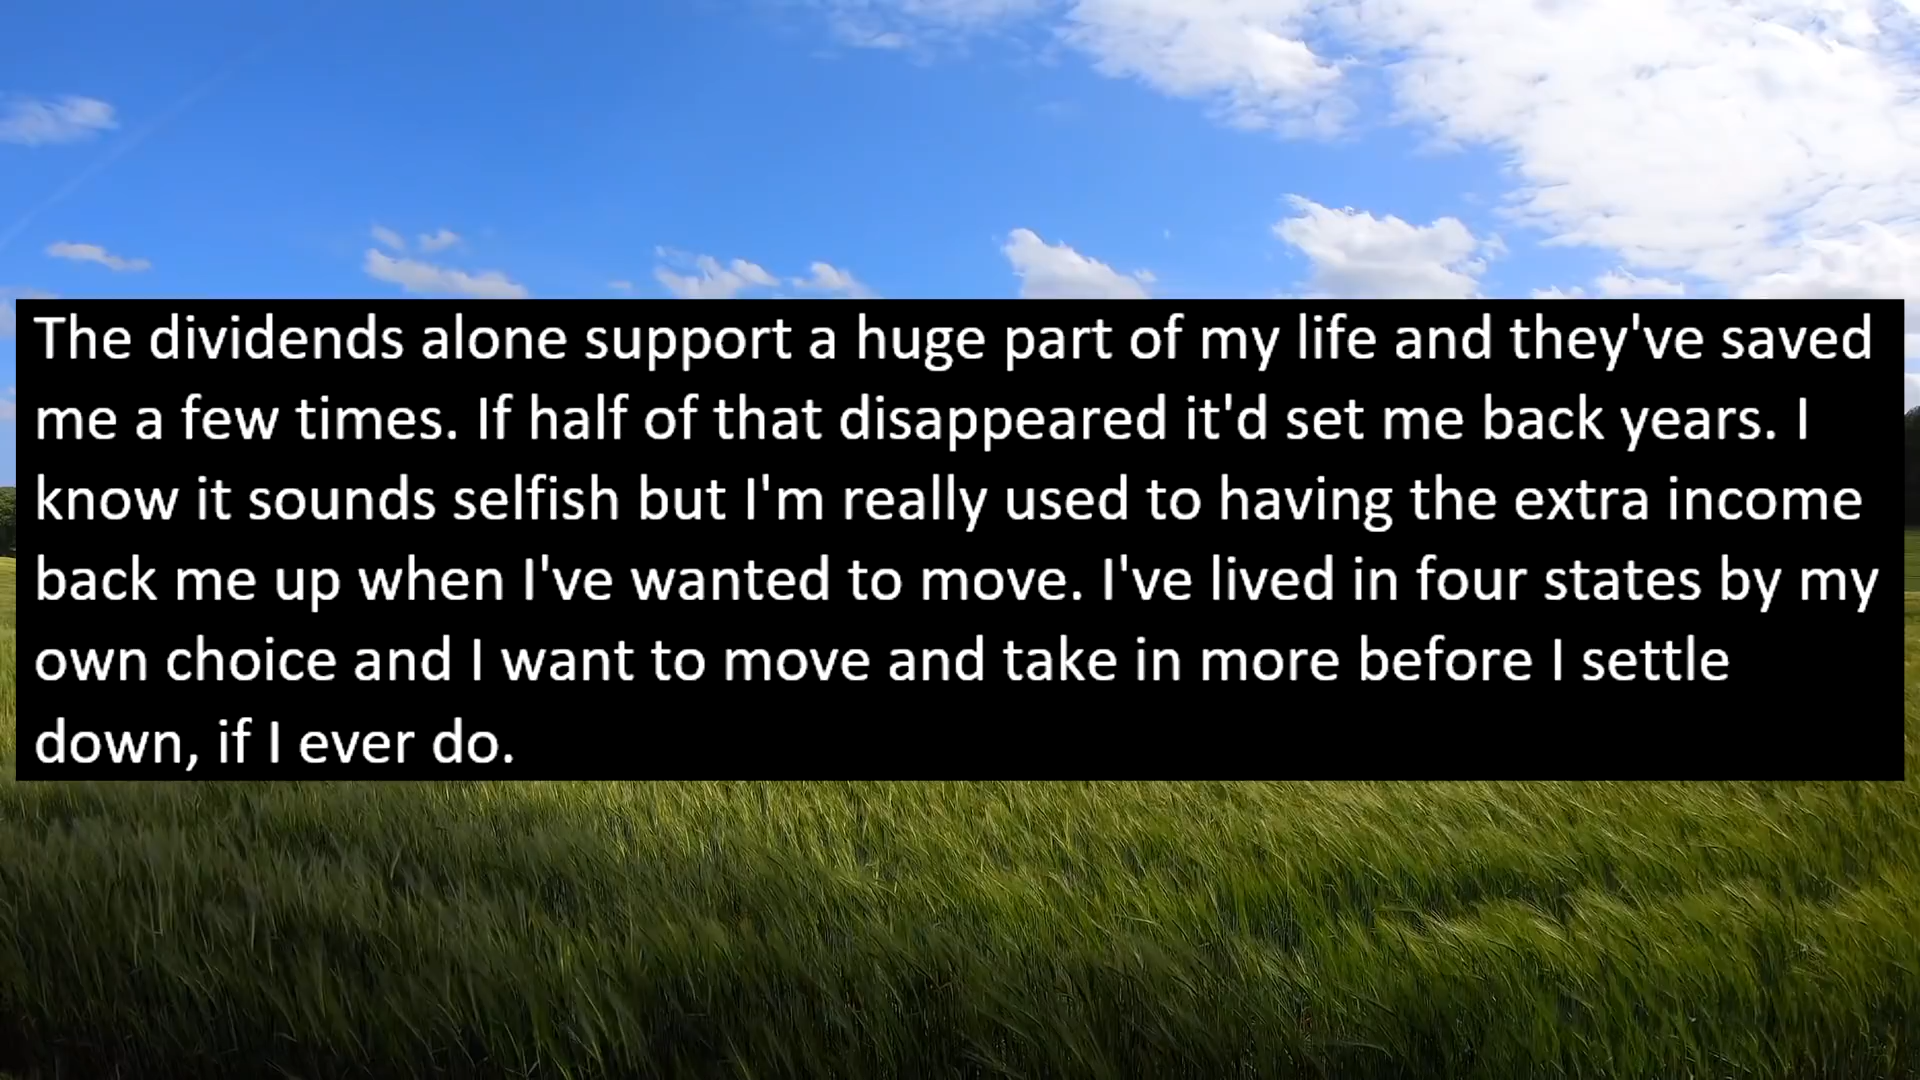 The dividends alone support a huge part of my life and they've saved
me a few times. If half of that disappeared it'd set me back years. I
know it sounds selfish but I'm really used to having the extra income
back me up when I've wanted to move. I've lived in four states by my
own choice and I want to move and take in more before I settle
down, if I ever do.